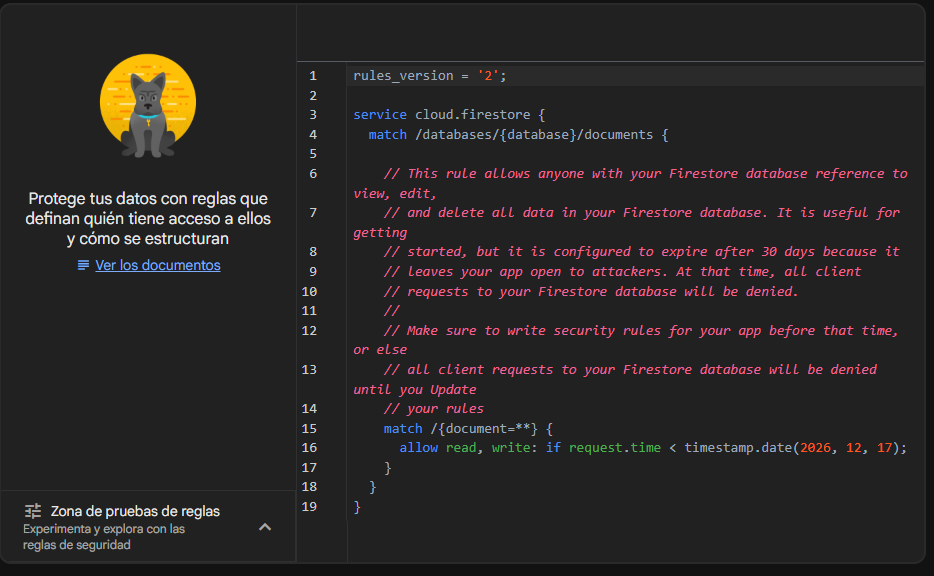 Protege tus datos con reglas que
definan quién tiene acceso a ellos
y cómo se estructuran
Ver los documentos
Zona de pruebas de reglas
Experimenta y explora con las
reglas de seguridad
1 rules_version = '2';
2
3 service cloud.firestore {
4 match /databases/{database}/documents {
5
6 // This rule allows anyone with your Firestore database reference to
view, edit,
7 // and delete all data in your Firestore database. It is useful for
getting
8 // started, but it is configured to expire after 30 days because it
9 // leaves your app open to attackers. At that time, all client
10 // requests to your Firestore database will be denied.
11 //
12 // Make sure to write security rules for your app before that time,
or else
13 // all client requests to your Firestore database will be denied
until you Update
14 // your rules
15 match /{document=**} {
16 allow read, write: if request.time < timestamp.date(2026, 12, 17);
17 }
18 }
19 }